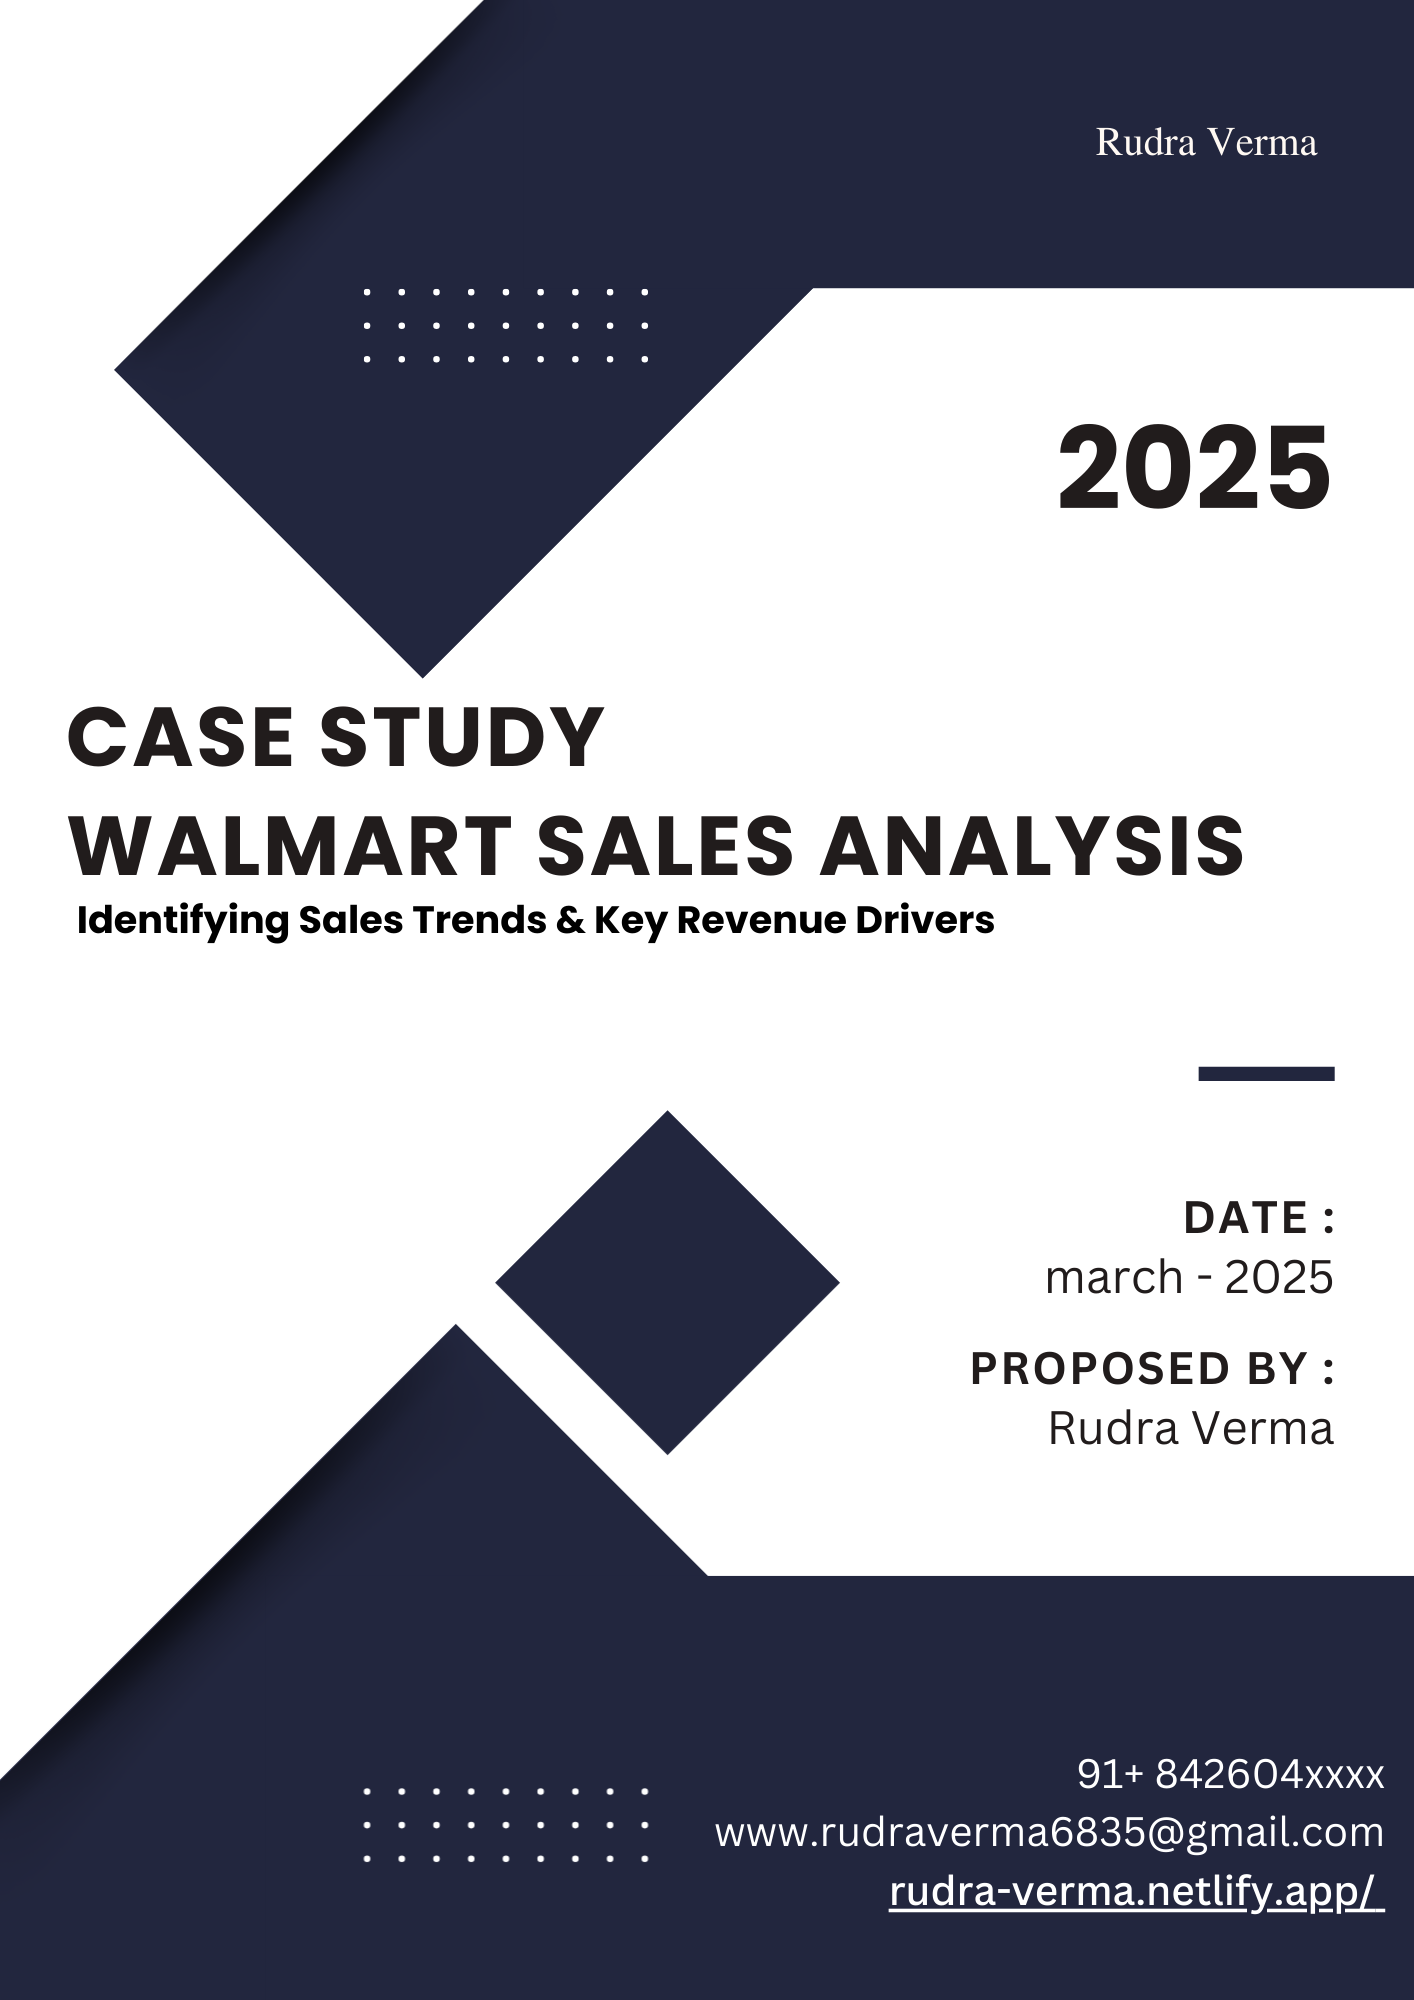 Rudra Verma
2025
CASE STUDY
WALMART SALES ANALYSIS
Identifying Sales Trends & Key Revenue Drivers
DATE :
march - 2025
PROPOSED BY :
Rudra Verma
91+ 842604xxxx
www.rudraverma6835@gmail.com
rudra-verma.netlify.app/